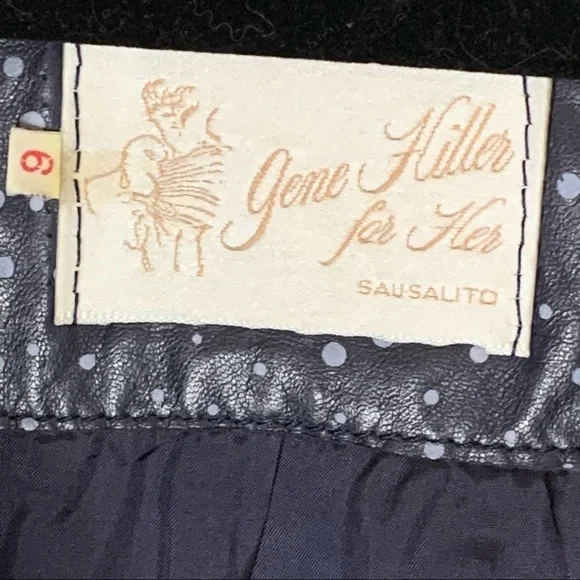 6
Gene Hiller
for Her
SAUSALITO